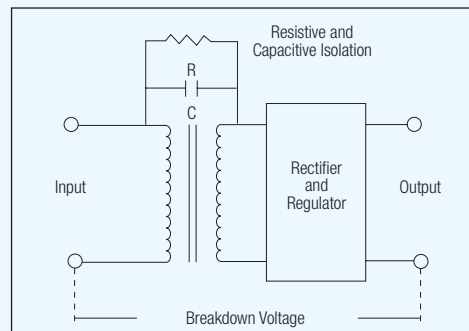 Resistive and
Capacitive Isolation
R
C
Input
Rectifier
and
Regulator
Output
Breakdown Voltage